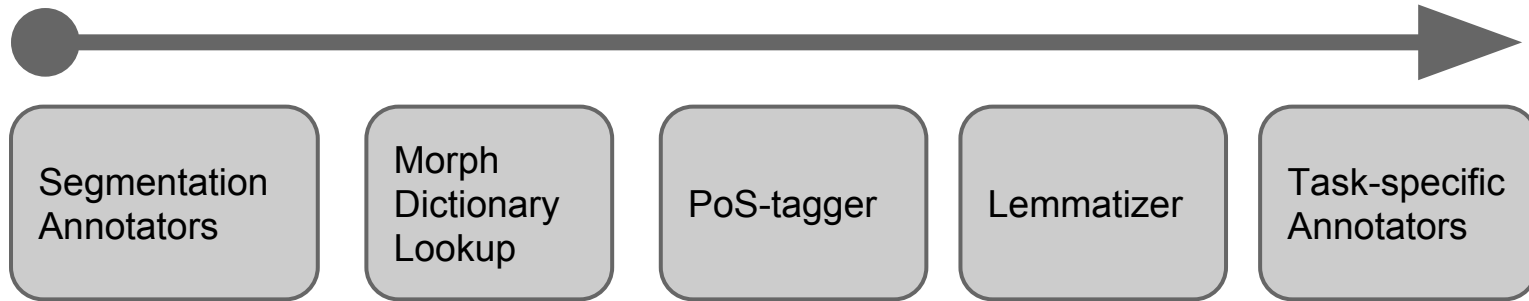 Segmentation
Annotators
Morph
Dictionary
Lookup
PoS-tagger
Lemmatizer
Task-specific
Annotators